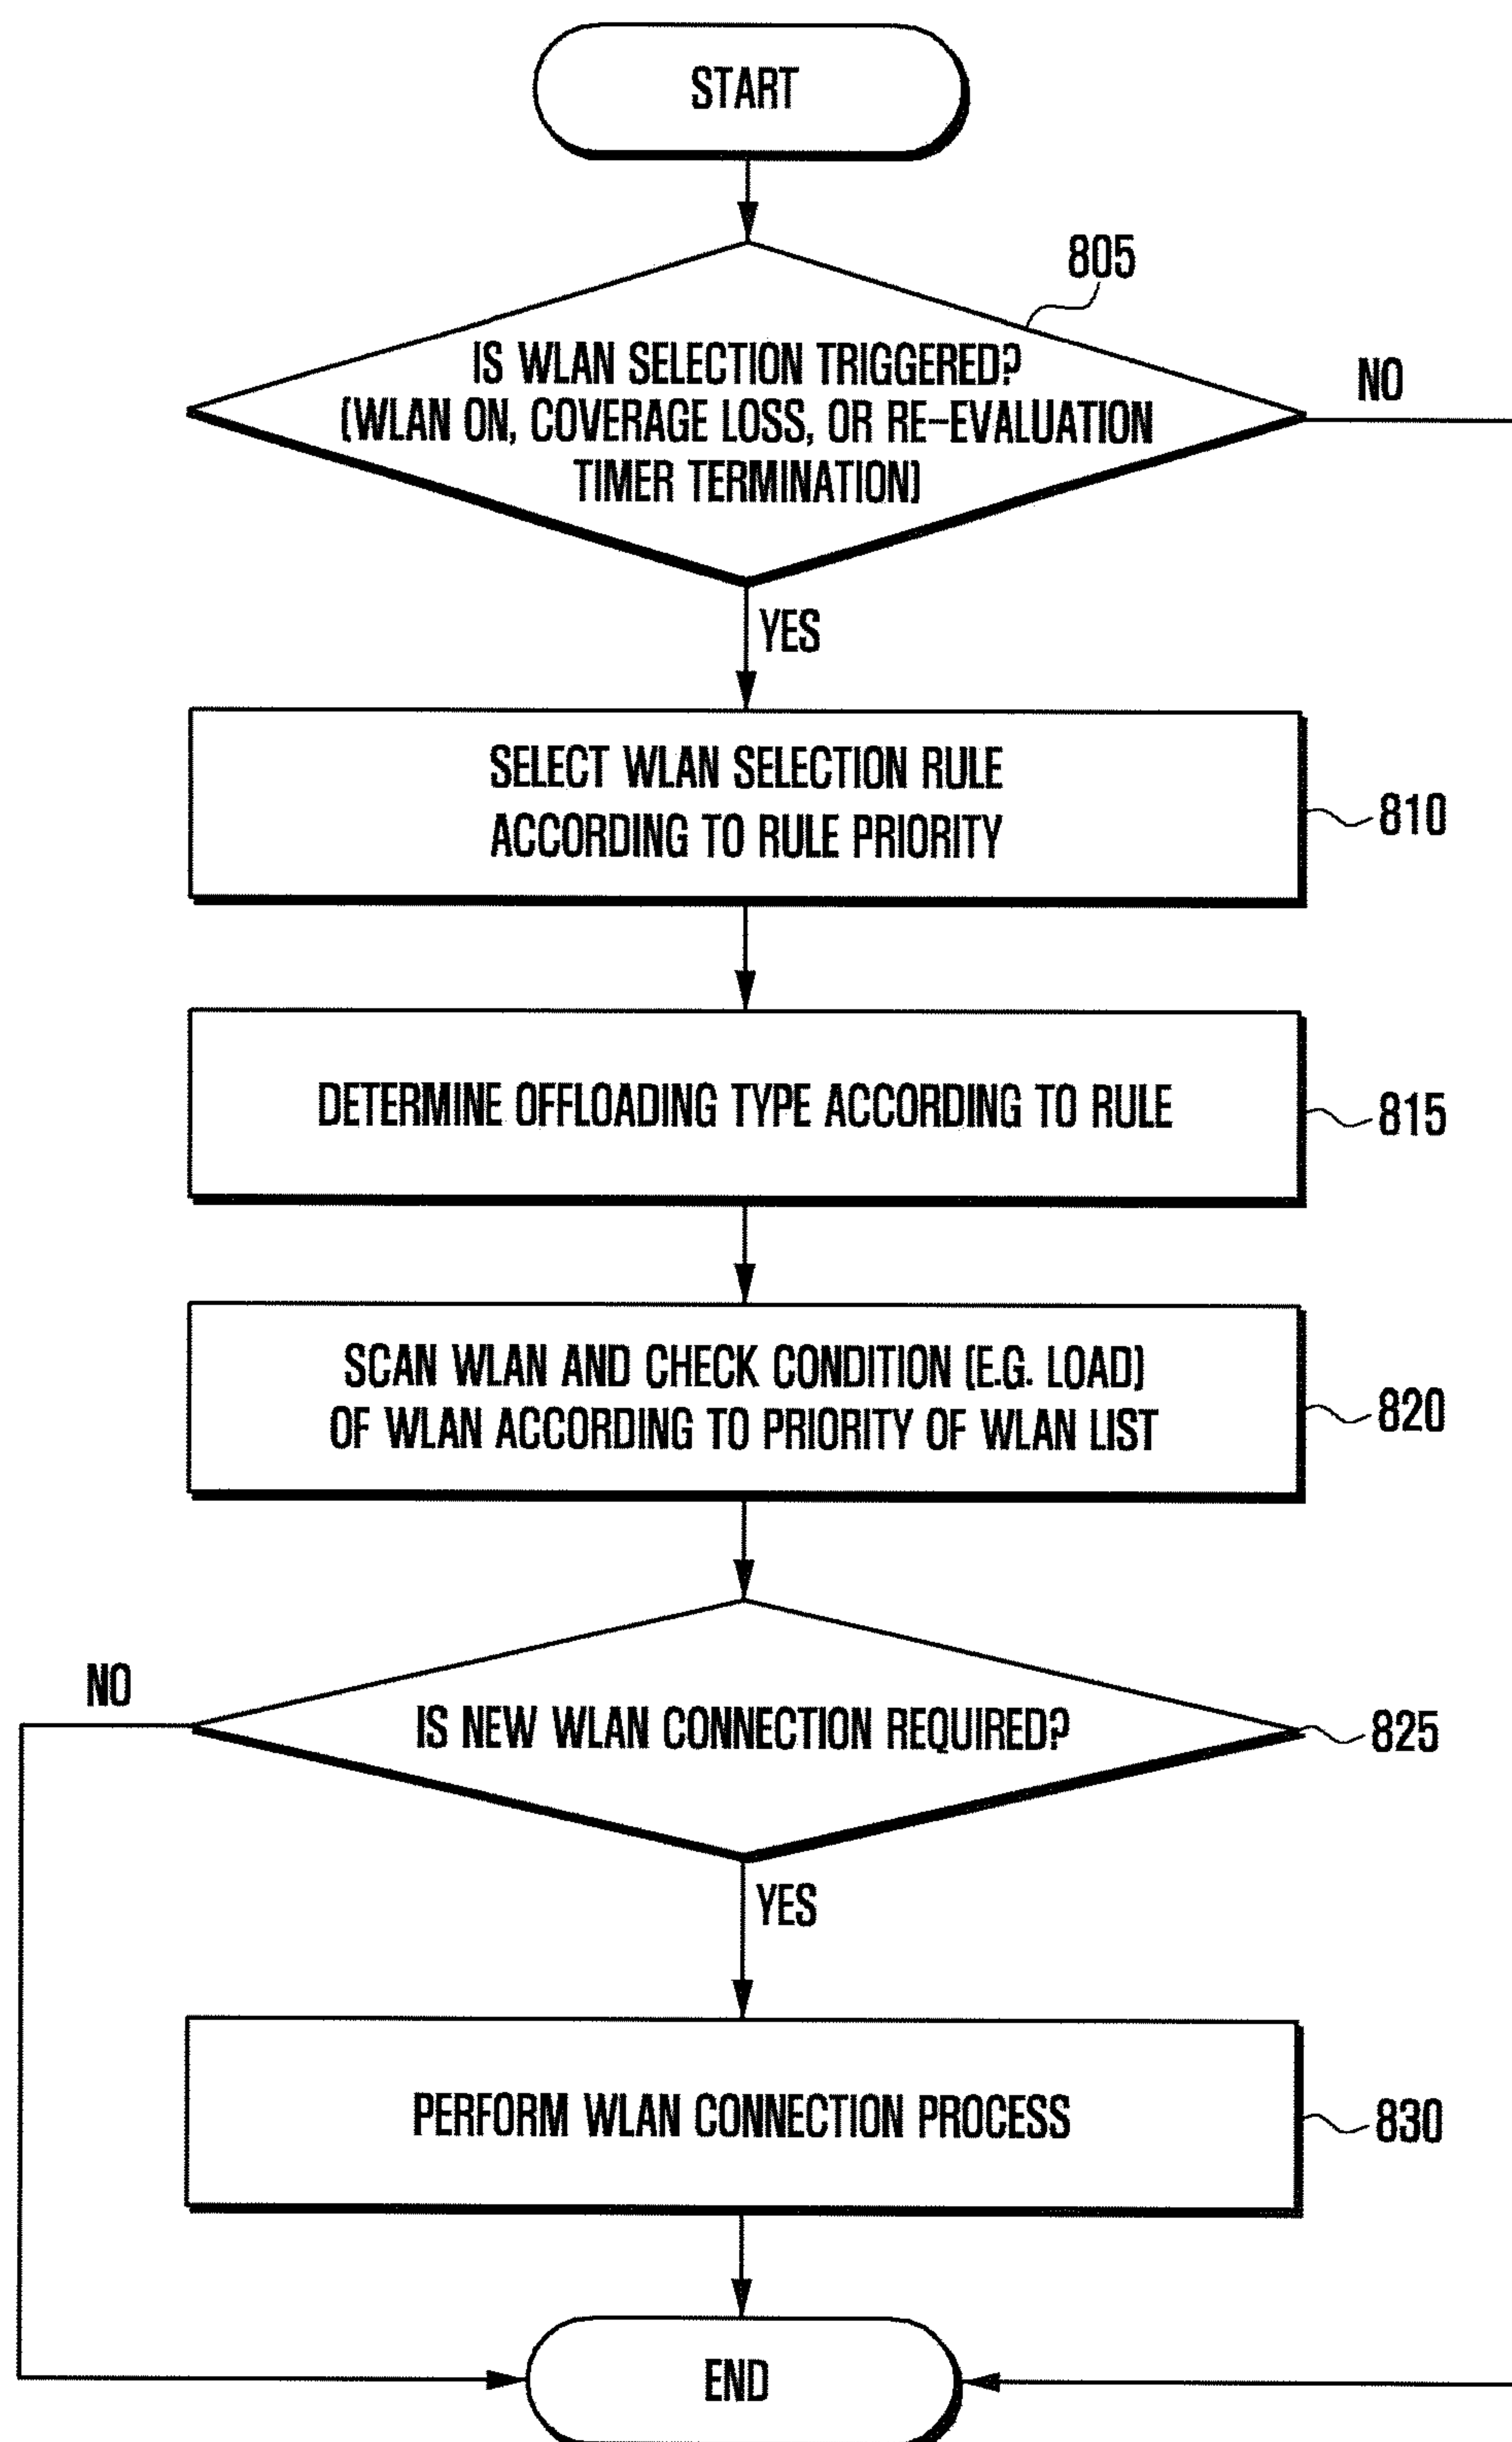 START
805
IS WLAN SELECTION TRIGGERED?
(WLAN ON, COVERAGE LOSS, OR RE-EVALUATION
TIMER TERMINATION)
NO
YES
SELECT WLAN SELECTION RULE
ACCORDING TO RULE PRIORITY
810
DETERMINE OFFLOADING TYPE ACCORDING TO RULE
815
SCAN WLAN AND CHECK CONDITION (E.G. LOAD)
OF WLAN ACCORDING TO PRIORITY OF WLAN LIST
820
NO
IS NEW WLAN CONNECTION REQUIRED?
825
YES
PERFORM WLAN CONNECTION PROCESS
830
END